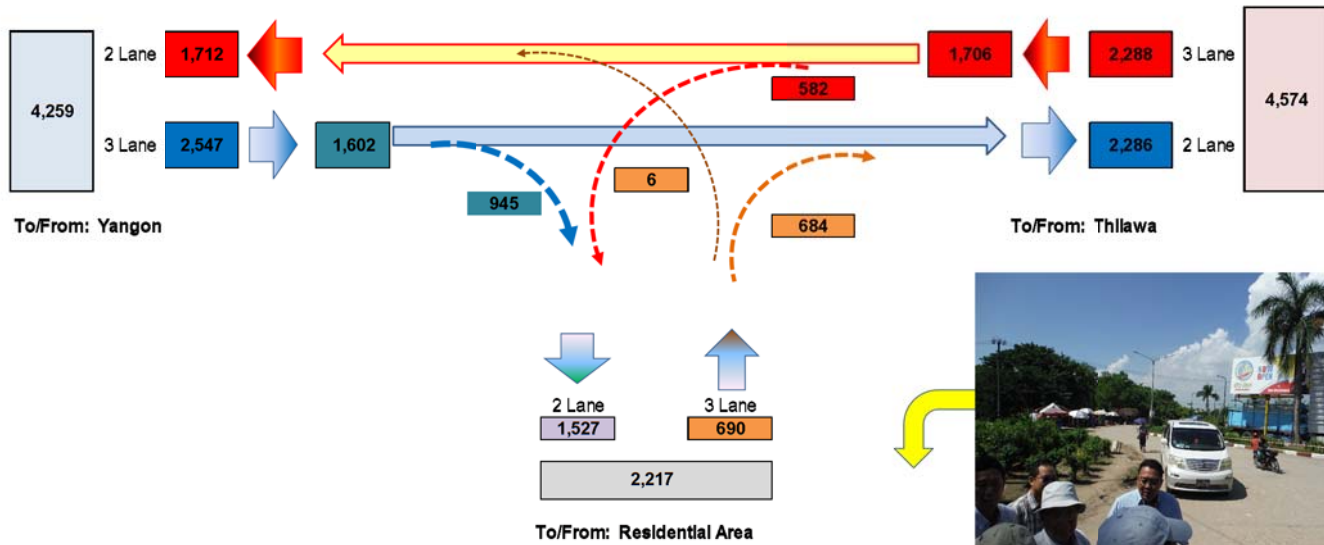 2 Lane 1,712 1,706 2,288 3 Lane
582
4,259 4,574
3 Lane 2,547 1,602 2,286 2 Lane
6
945
684
To/From: Yangon To/From: Thilawa
2 Lane 3 Lane
1,527 690
2,217
To/From: Residential Area